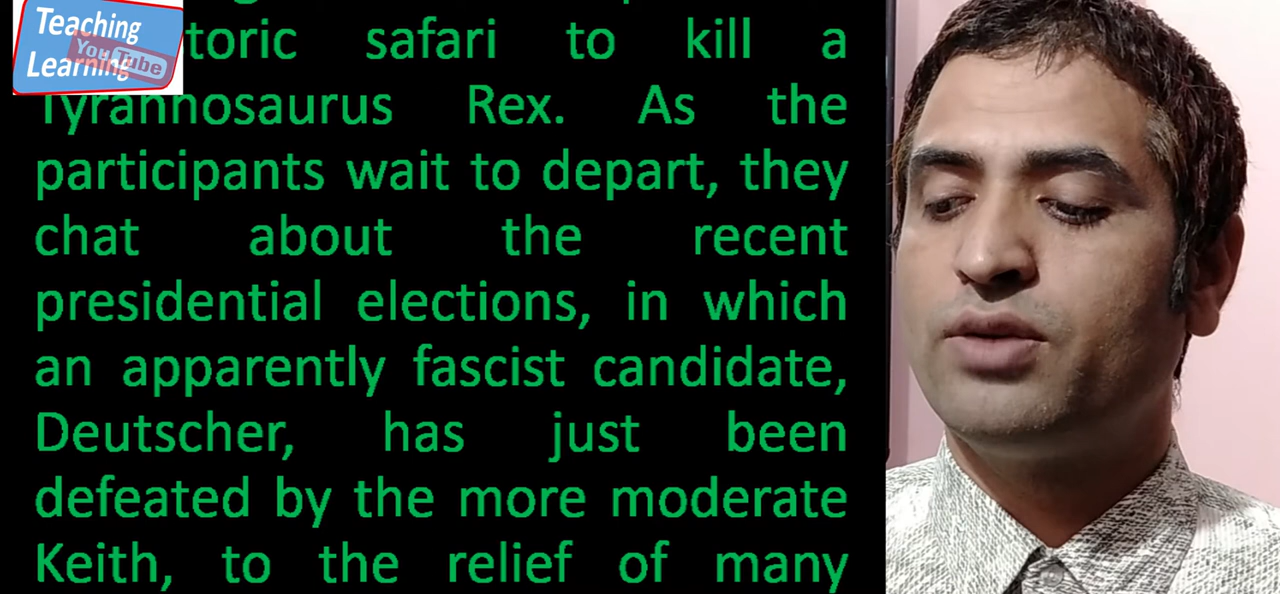 Teaching
Learning
YouTube
toric safari to kill a
Tyrannosaurus Rex. As the
participants wait to depart, they
chat about the recent
presidential elections, in which
an apparently fascist candidate,
Deutscher, has just been
defeated by the more moderate
Keith, to the relief of many